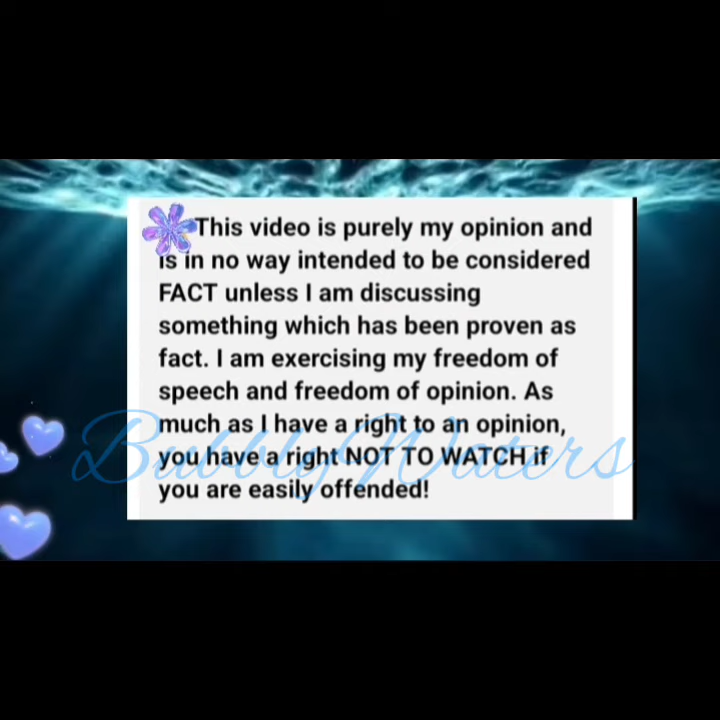 This video is purely my opinion and
is in no way intended to be considered
FACT unless I am discussing
something which has been proven as
fact. I am exercising my freedom of
speech and freedom of opinion. As
much as I have a right to an opinion,
you have a right NOT TO WATCH if
you are easily offended!
BubblyWaters